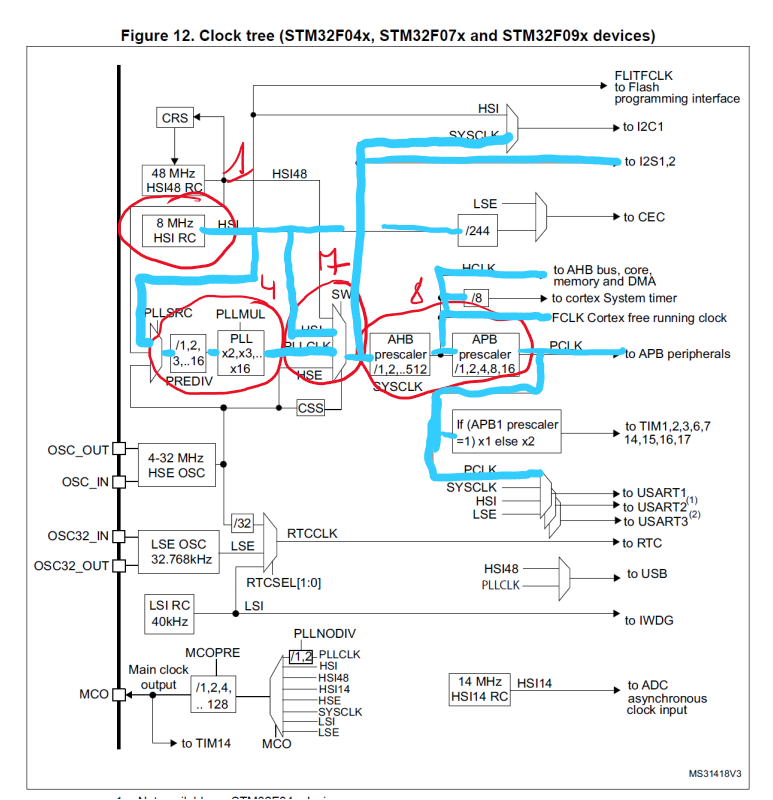 Figure 12. Clock tree (STM32F04x, STM32F07x and STM32F09x devices)
FLITFCLK
to Flash
programming interface
HSI
to I2C1
SYSCLK
to I2S1,2
CRS
1
48 MHz
HSI48 RC
HSI48
8 MHz
HSI RC
HSI
LSE
/244
to CEC
4
17
8
HCLK
to AHB bus, core,
memory and DMA
/8
to cortex System timer
FCLK Cortex free running clock
PLLSRC
PLLMUL
SW
/1,2,
3,..16
PREDIV
PLL
x2,x3,..
x16
HSI
PLLCLK
HSE
AHB
prescaler
/1,2,..512
SYSCLK
APB
prescaler
/1,2,4,8,16
PCLK
to APB peripherals
CSS
If (APB1 prescaler
=1) x1 else x2
to TIM1,2,3,6,7
14,15,16,17
OSC_OUT
OSC_IN
4-32 MHz
HSE OSC
PCLK
SYSCLK
HSI
LSE
to USART1
to USART2(1)
to USART3(2)
OSC32_IN
OSC32_OUT
LSE OSC
32.768kHz
/32
LSE
RTCCLK
to RTC
RTCSEL[1:0]
HSI48
PLLCLK
to USB
LSI RC
40kHz
LSI
to IWDG
PLLNODIV
MCOPRE
/1,2
PLLCLK
HSI
HSI48
HSI14
HSE
SYSCLK
LSI
LSE
MCO
Main clock
output
/1,2,4,
.. 128
MCO
to TIM14
14 MHz
HSI14 RC
HSI14
to ADC
asynchronous
clock input
MS31418V3